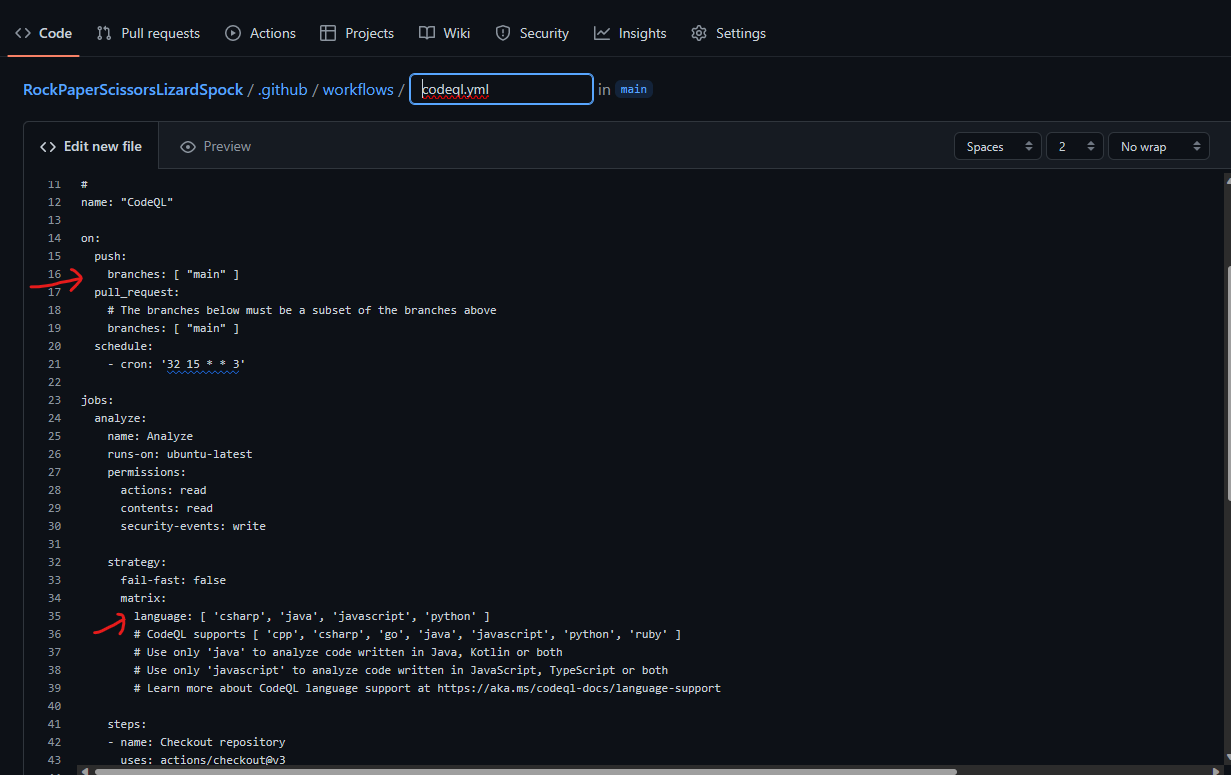 Code Pull requests Actions Projects Wiki Security Insights Settings
RockPaperScissorsLizardSpock / .github / workflows / codeql.yml in main
Edit new file Preview Spaces 2 No wrap
11 #
12 name: "CodeQL"
13
14 on:
15 push:
16 branches: [ "main" ]
17 pull_request:
18 # The branches below must be a subset of the branches above
19 branches: [ "main" ]
20 schedule:
21 - cron: '32 15 * * 3'
22
23 jobs:
24 analyze:
25 name: Analyze
26 runs-on: ubuntu-latest
27 permissions:
28 actions: read
29 contents: read
30 security-events: write
31
32 strategy:
33 fail-fast: false
34 matrix:
35 language: [ 'csharp', 'java', 'javascript', 'python' ]
36 # CodeQL supports [ 'cpp', 'csharp', 'go', 'java', 'javascript', 'python', 'ruby' ]
37 # Use only 'java' to analyze code written in Java, Kotlin or both
38 # Use only 'javascript' to analyze code written in JavaScript, TypeScript or both
39 # Learn more about CodeQL language support at https://aka.ms/codeql-docs/language-support
40
41 steps:
42 - name: Checkout repository
43 uses: actions/checkout@v3